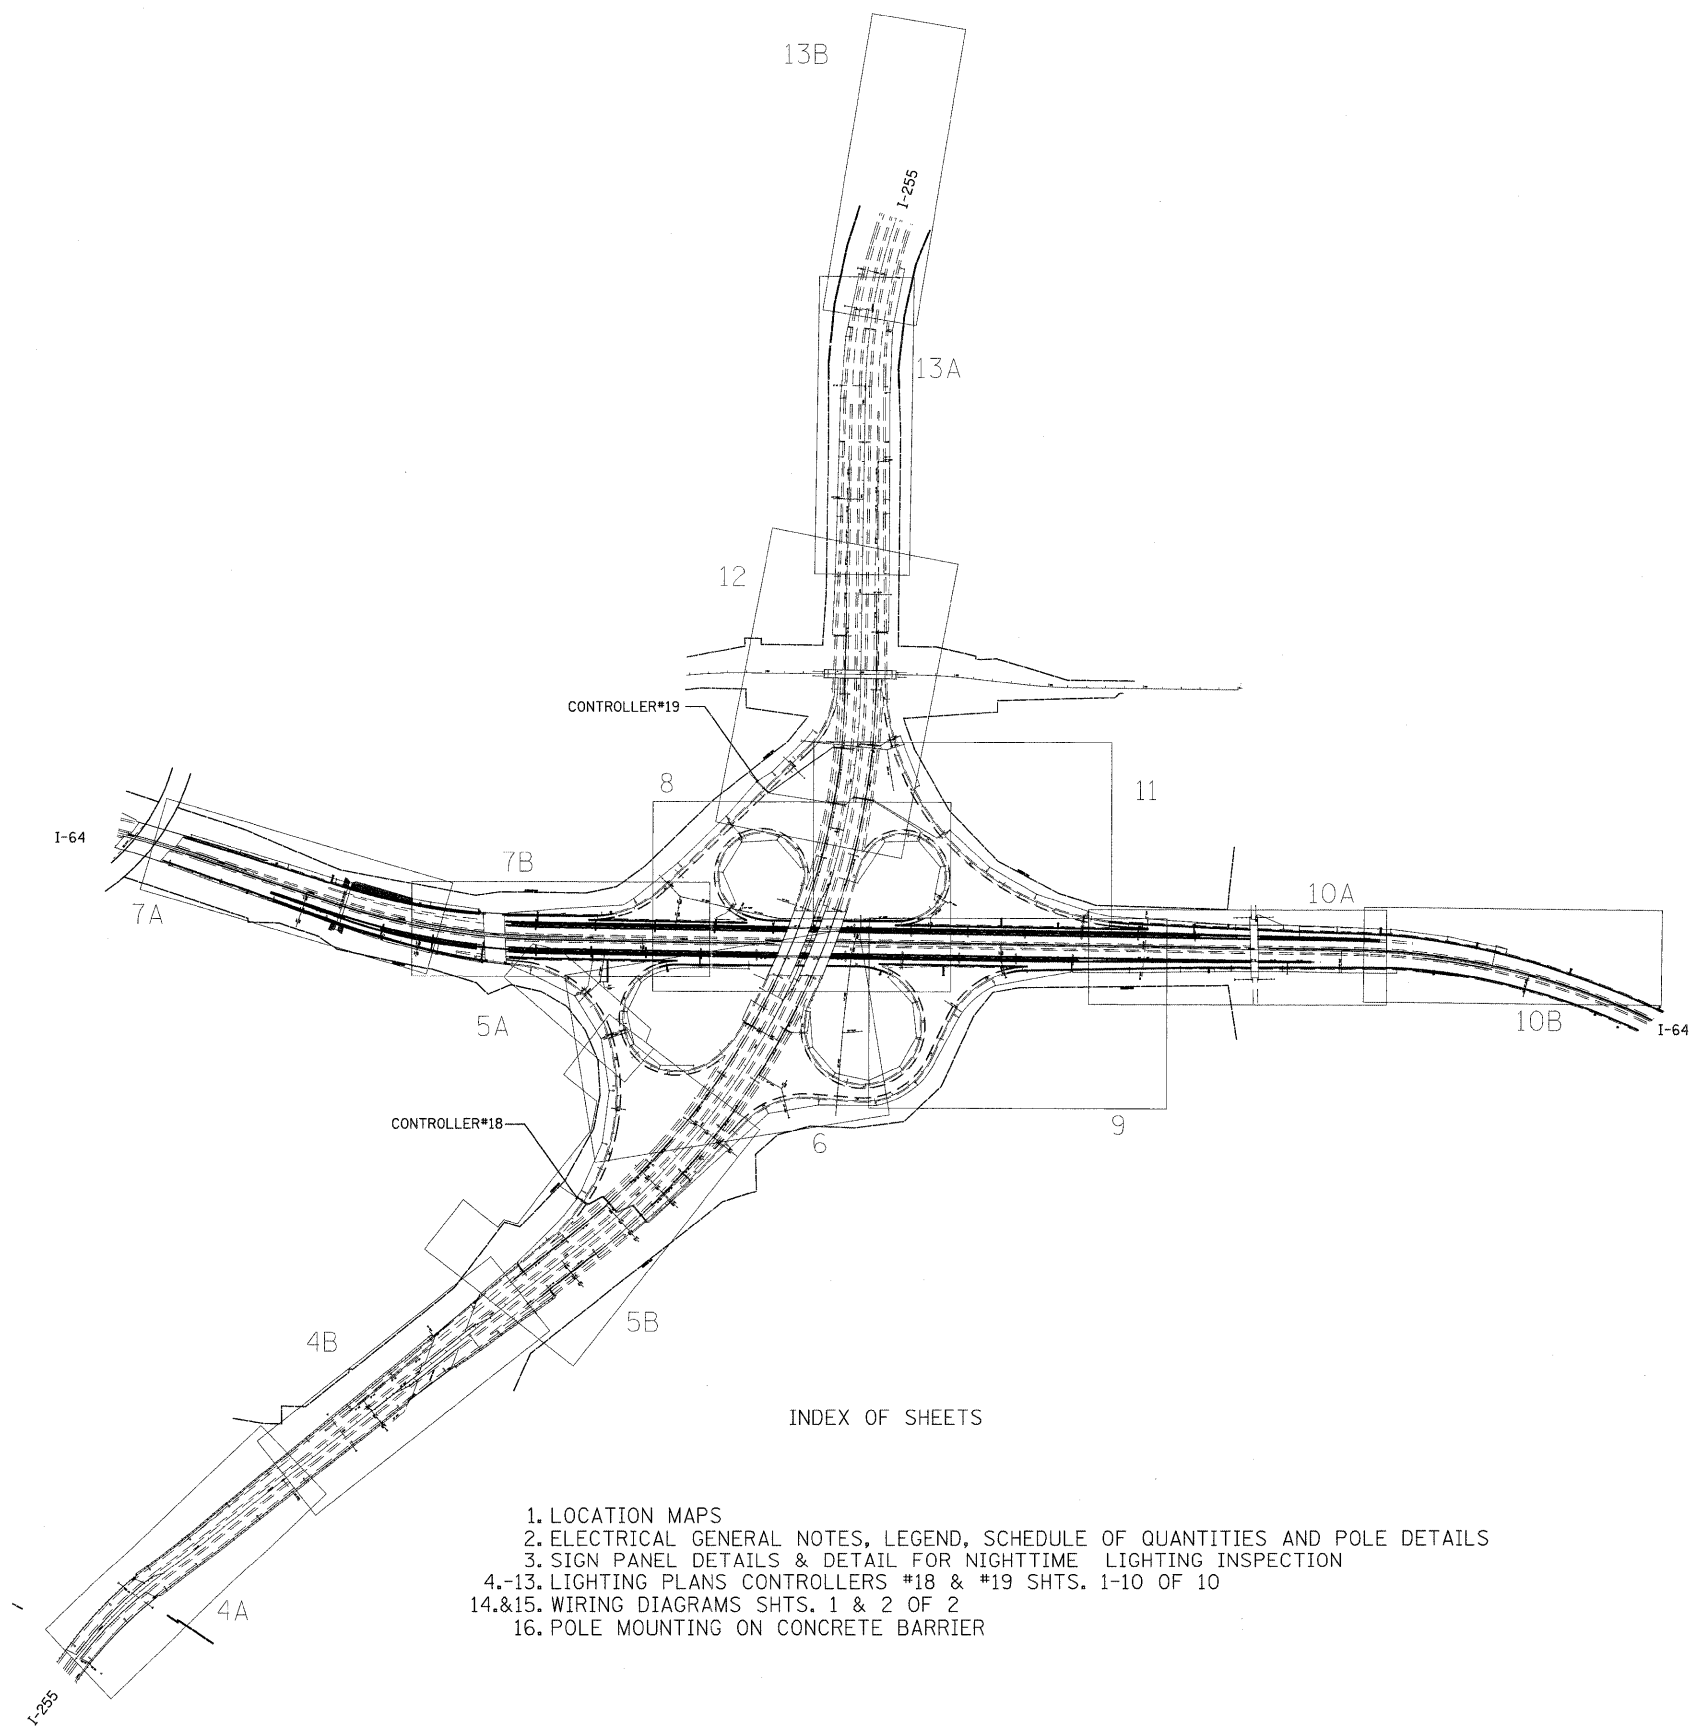 13B
I-255
13A
12
CONTROLLER#19
8
11
I-64
7B
10A
7A
5A
10B
I-64
CONTROLLER#18
6
9
5B
4B
INDEX OF SHEETS
1. LOCATION MAPS
2. ELECTRICAL GENERAL NOTES, LEGEND, SCHEDULE OF QUANTITIES AND POLE DETAILS
3. SIGN PANEL DETAILS & DETAIL FOR NIGHTTIME LIGHTING INSPECTION
4.-13. LIGHTING PLANS CONTROLLERS #18 & #19 SHTS. 1-10 OF 10
14.&15. WIRING DIAGRAMS SHTS. 1 & 2 OF 2
16. POLE MOUNTING ON CONCRETE BARRIER
4A
I-255